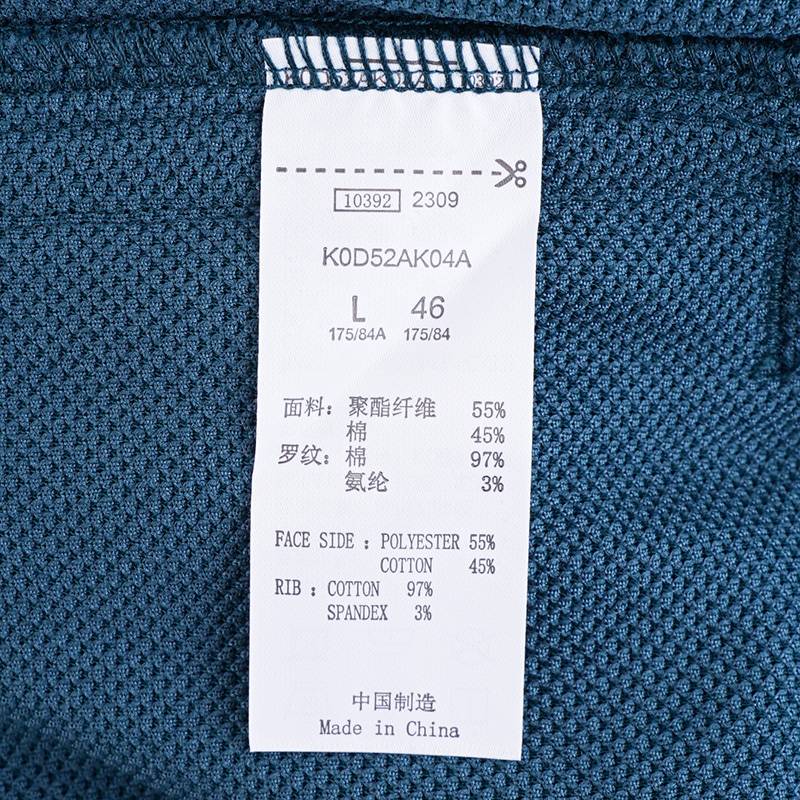 10392 2309
K0D52AK04A
L 46
175/84A 175/84
面料: 聚酯纤维 55%
棉 45%
罗纹: 棉 97%
氨纶 3%
FACE SIDE : POLYESTER 55%
COTTON 45%
RIB : COTTON 97%
SPANDEX 3%
中国制造
Made in China